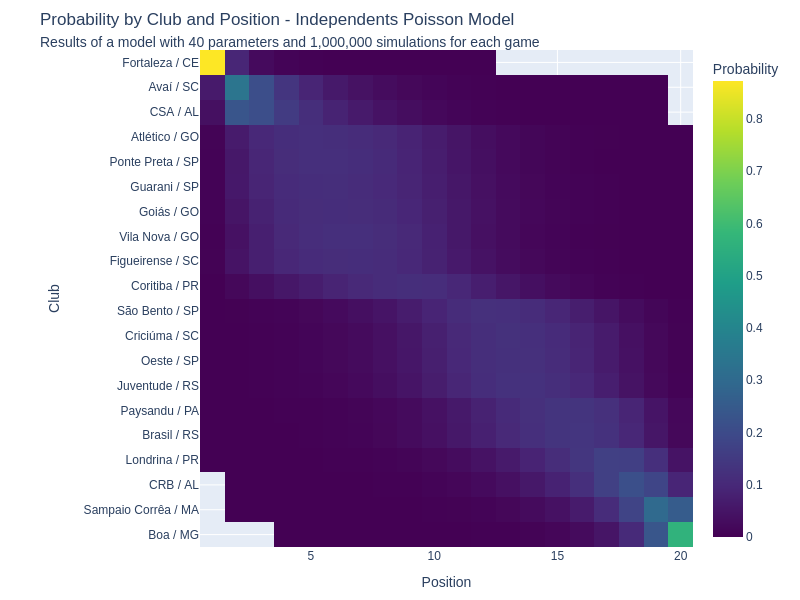 Probability by Club and Position - Independents Poisson Model
Results of a model with 40 parameters and 1,000,000 simulations for each game
Probability
Fortaleza / CE
Avaí / SC
CSA / AL
Atlético / GO
Ponte Preta / SP
Guarani / SP
Goiás / GO
Vila Nova / GO
Figueirense / SC
Coritiba / PR
São Bento / SP
Criciúma / SC
Oeste / SP
Juventude / RS
Paysandu / PA
Brasil / RS
Londrina / PR
CRB / AL
Sampaio Corrêa / MA
Boa / MG
Club
5
10
15
20
Position
0.8
0.7
0.6
0.5
0.4
0.3
0.2
0.1
0